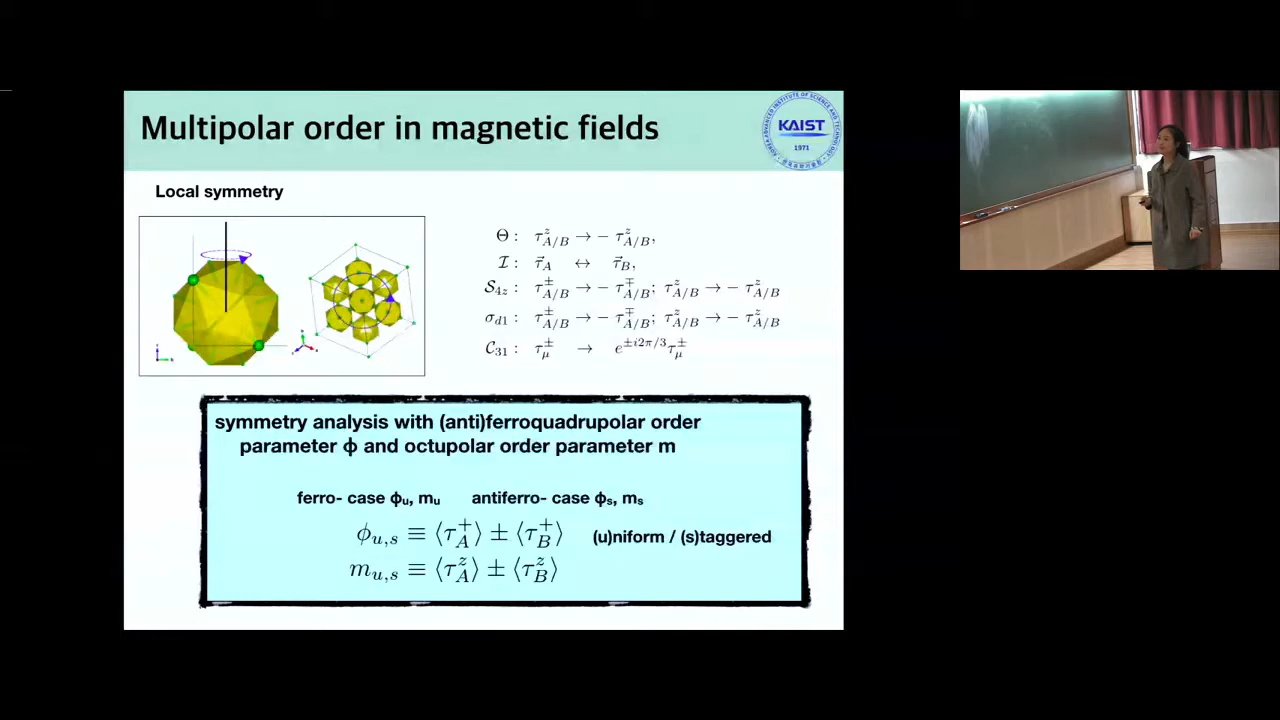 Multipolar order in magnetic fields
KAIST
1971
Local symmetry
Θ : τ^z_{A/B} → − τ^z_{A/B},
I : τ⃗_A ↔ τ⃗_B,
S_{4z} : τ^±_{A/B} → − τ^∓_{A/B}; τ^z_{A/B} → − τ^z_{A/B}
σ_{d1} : τ^±_{A/B} → − τ^∓_{A/B}; τ^z_{A/B} → − τ^z_{A/B}
C_{31} : τ^±_μ → e^{±i2π/3} τ^±_μ
symmetry analysis with (anti)ferroquadrupolar order
parameter ϕ and octupolar order parameter m
ferro- case ϕᵤ, mᵤ antiferro- case ϕₛ, mₛ
ϕ_{u,s} ≡ ⟨τ^+_A⟩ ± ⟨τ^+_B⟩ (u)niform / (s)taggered
m_{u,s} ≡ ⟨τ^z_A⟩ ± ⟨τ^z_B⟩